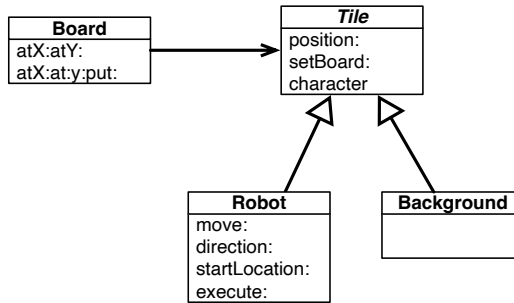 Board
atX:atY:
atX:at:y:put:
Tile
position:
setBoard:
character
Robot
move:
direction:
startLocation:
execute:
Background